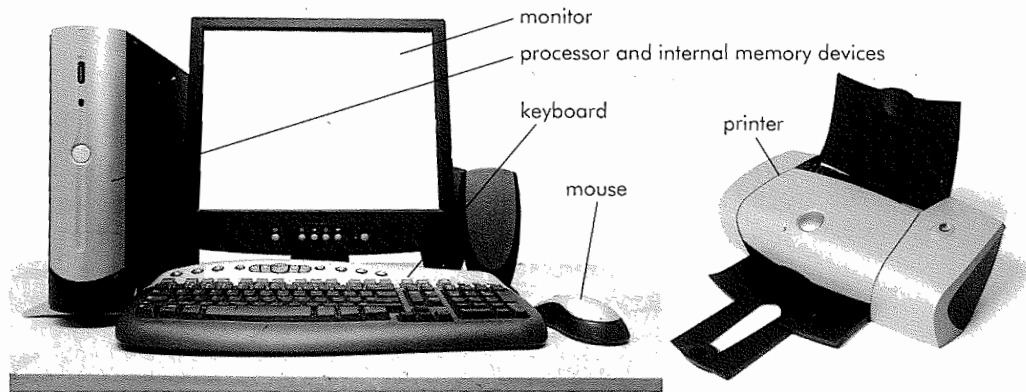 monitor
processor and internal memory devices
keyboard
printer
mouse